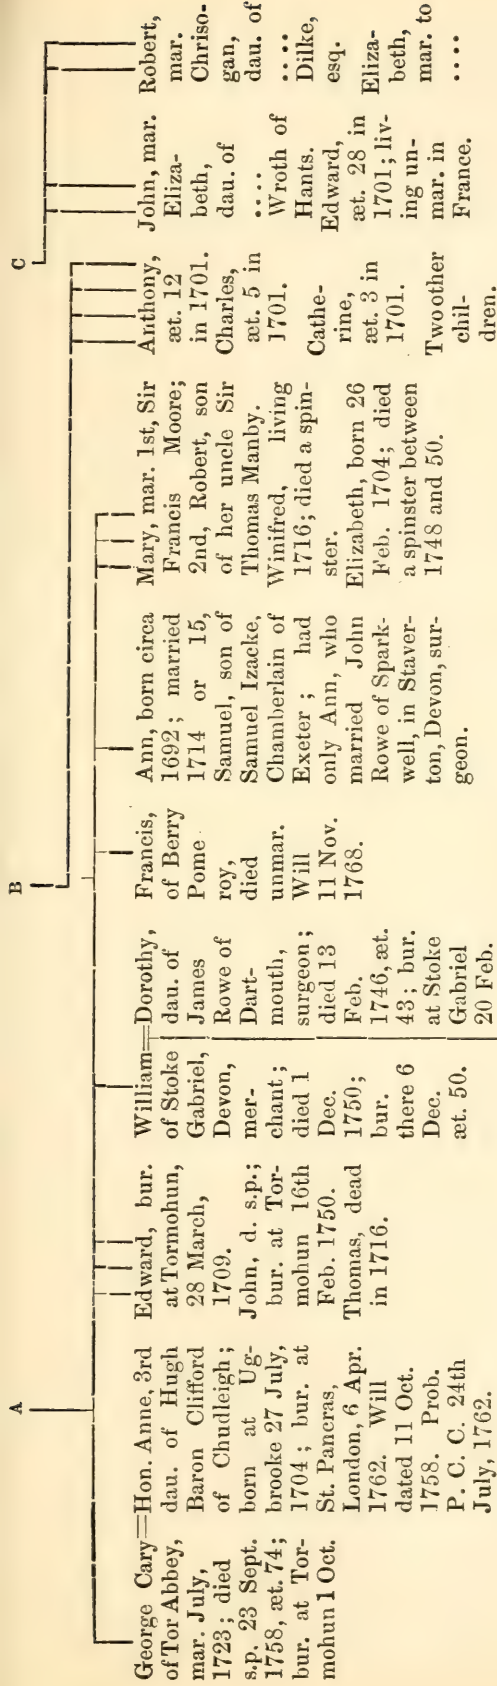 A
B
C
George Cary=Hon. Anne, 3rd
of Tor Abbey,
mar. July,
1723; died
s.p. 23 Sept.
1758, æt. 74;
bur. at Tor-
mohun 1 Oct.
dau. of Hugh
Baron Clifford
of Chudleigh;
born at Ug-
brooke 27 July,
1704; bur. at
St. Pancras,
London, 6 Apr.
1762. Will
dated 11 Oct.
1758. Prob.
P. C. C. 24th
July, 1762.
Edward, bur.
at Tormohun,
28 March,
1709.
John, d. s.p.;
bur. at Tor-
mohun 16th
Feb. 1750.
Thomas, dead
in 1716.
William=Dorothy,
of Stoke
Gabriel,
Devon,
mer-
chant;
died 1
Dec.
1750;
bur.
there 6
Dec.
æt. 50.
dau. of
James
Rowe of
Dart-
mouth,
surgeon;
died 13
Feb.
1746, æt.
43; bur.
at Stoke
Gabriel
20 Feb.
Francis,
of Berry
Pome
roy,
died
unmar.
Will
11 Nov.
1768.
Ann, born circa
1692; married
1714 or 15,
Samuel, son of
Samuel Izacke,
Chamberlain of
Exeter; had
only Ann, who
married John
Rowe of Spark-
well, in Staver-
ton, Devon, sur-
geon.
Mary, mar. 1st, Sir
Francis Moore;
2nd, Robert, son
of her uncle Sir
Thomas Manby.
Winifred, living
1716; died a spin-
ster.
Elizabeth, born 26
Feb. 1704; died
a spinster between
1748 and 50.
Anthony,
æt. 12
in 1701.
Charles,
æt. 5 in
1701.
Cathe-
rine,
æt. 3 in
1701.
Two other
chil-
dren.
John, mar.
Eliza-
beth,
dau. of
....
Wroth of
Hants.
Edward,
æt. 28 in
1701; liv-
ing un-
mar. in
France.
Robert,
mar.
Chriso-
gan,
dau. of
....
Dilke,
esq.
Eliza-
beth,
mar. to
....